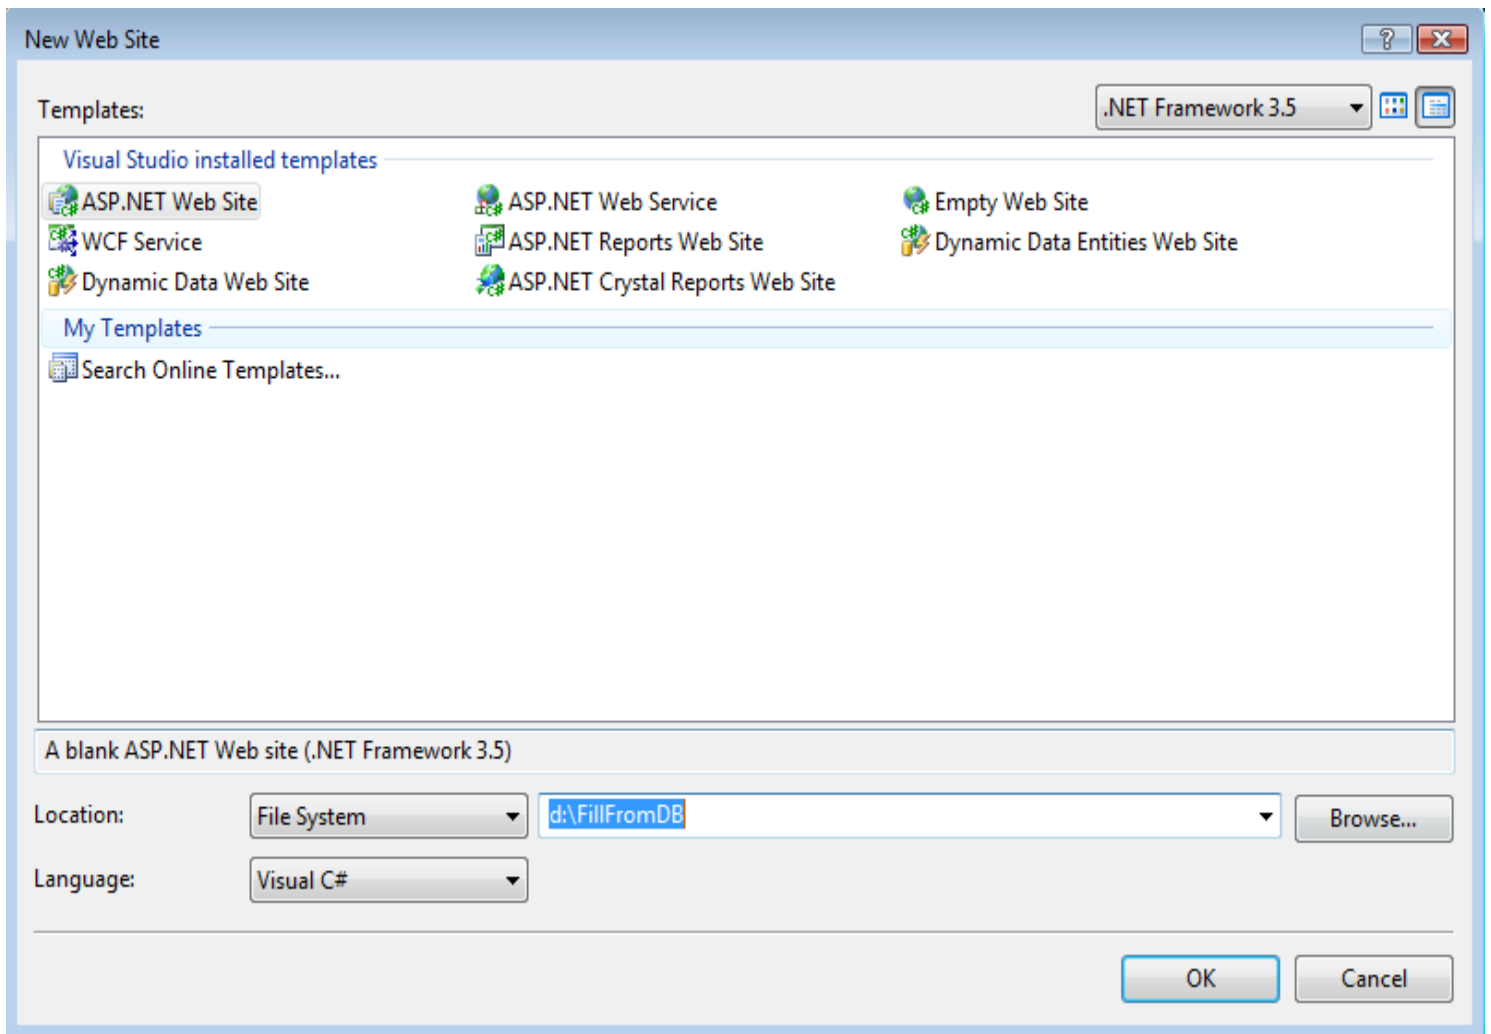 New Web Site
Templates:
.NET Framework 3.5
Visual Studio installed templates
ASP.NET Web Site
ASP.NET Web Service
Empty Web Site
WCF Service
ASP.NET Reports Web Site
Dynamic Data Entities Web Site
Dynamic Data Web Site
ASP.NET Crystal Reports Web Site
My Templates
Search Online Templates...
A blank ASP.NET Web site (.NET Framework 3.5)
Location:
File System
d:\FillFromDB
Browse...
Language:
Visual C#
OK
Cancel